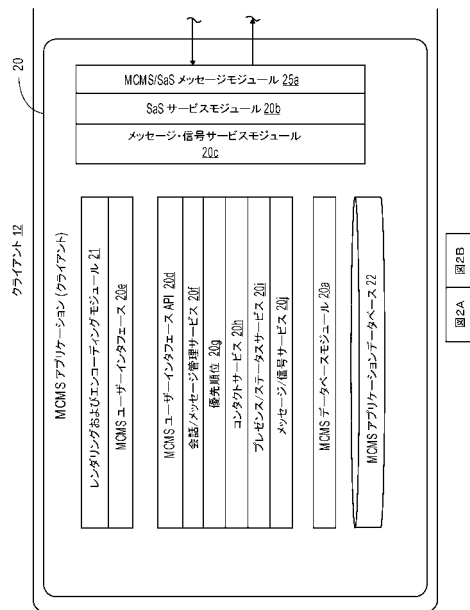 クライアント 12
20
MCMS アプリケーション (クライアント)
レンダリングおよびエンコーディングモジュール 21
MCMS ユーザーインタフェース 20e
MCMS ユーザーインタフェース API 20d
会話/メッセージ管理サービス 20f
優先順位 20g
コンタクトサービス 20h
プレゼンス/ステータスサービス 20i
メッセージ/信号サービス 20j
MCMS データベースモジュール 20a
MCMS アプリケーションデータベース 22
MCMS/SaS メッセージモジュール 25a
SaS サービスモジュール 20b
メッセージ・信号サービスモジュール
20c
図2A
図2B